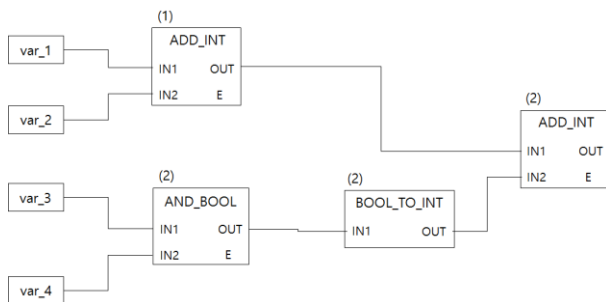 (1)
ADD_INT
var_1
IN1 OUT
IN2 E
var_2
(2)
ADD_INT
IN1 OUT
IN2 E
(2)
AND_BOOL
var_3
IN1 OUT
IN2 E
var_4
(2)
BOOL_TO_INT
IN1 OUT